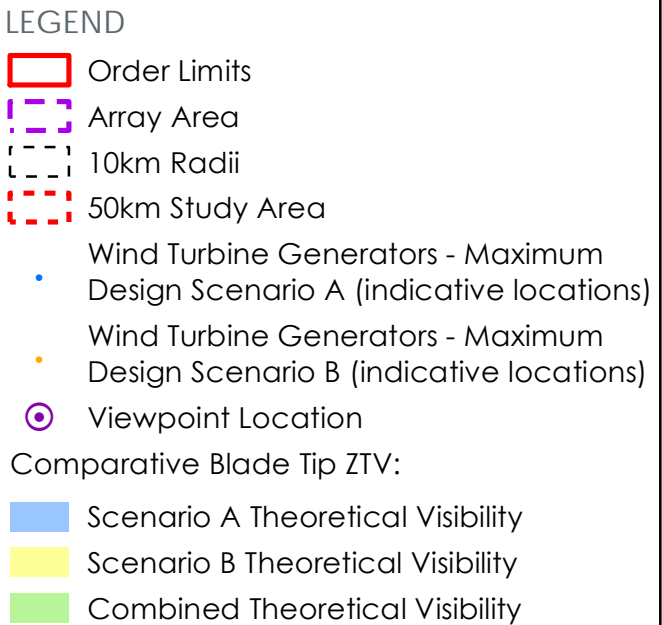 LEGEND
Order Limits
Array Area
10km Radii
50km Study Area
Wind Turbine Generators - Maximum
Design Scenario A (indicative locations)
Wind Turbine Generators - Maximum
Design Scenario B (indicative locations)
Viewpoint Location
Comparative Blade Tip ZTV:
Scenario A Theoretical Visibility
Scenario B Theoretical Visibility
Combined Theoretical Visibility